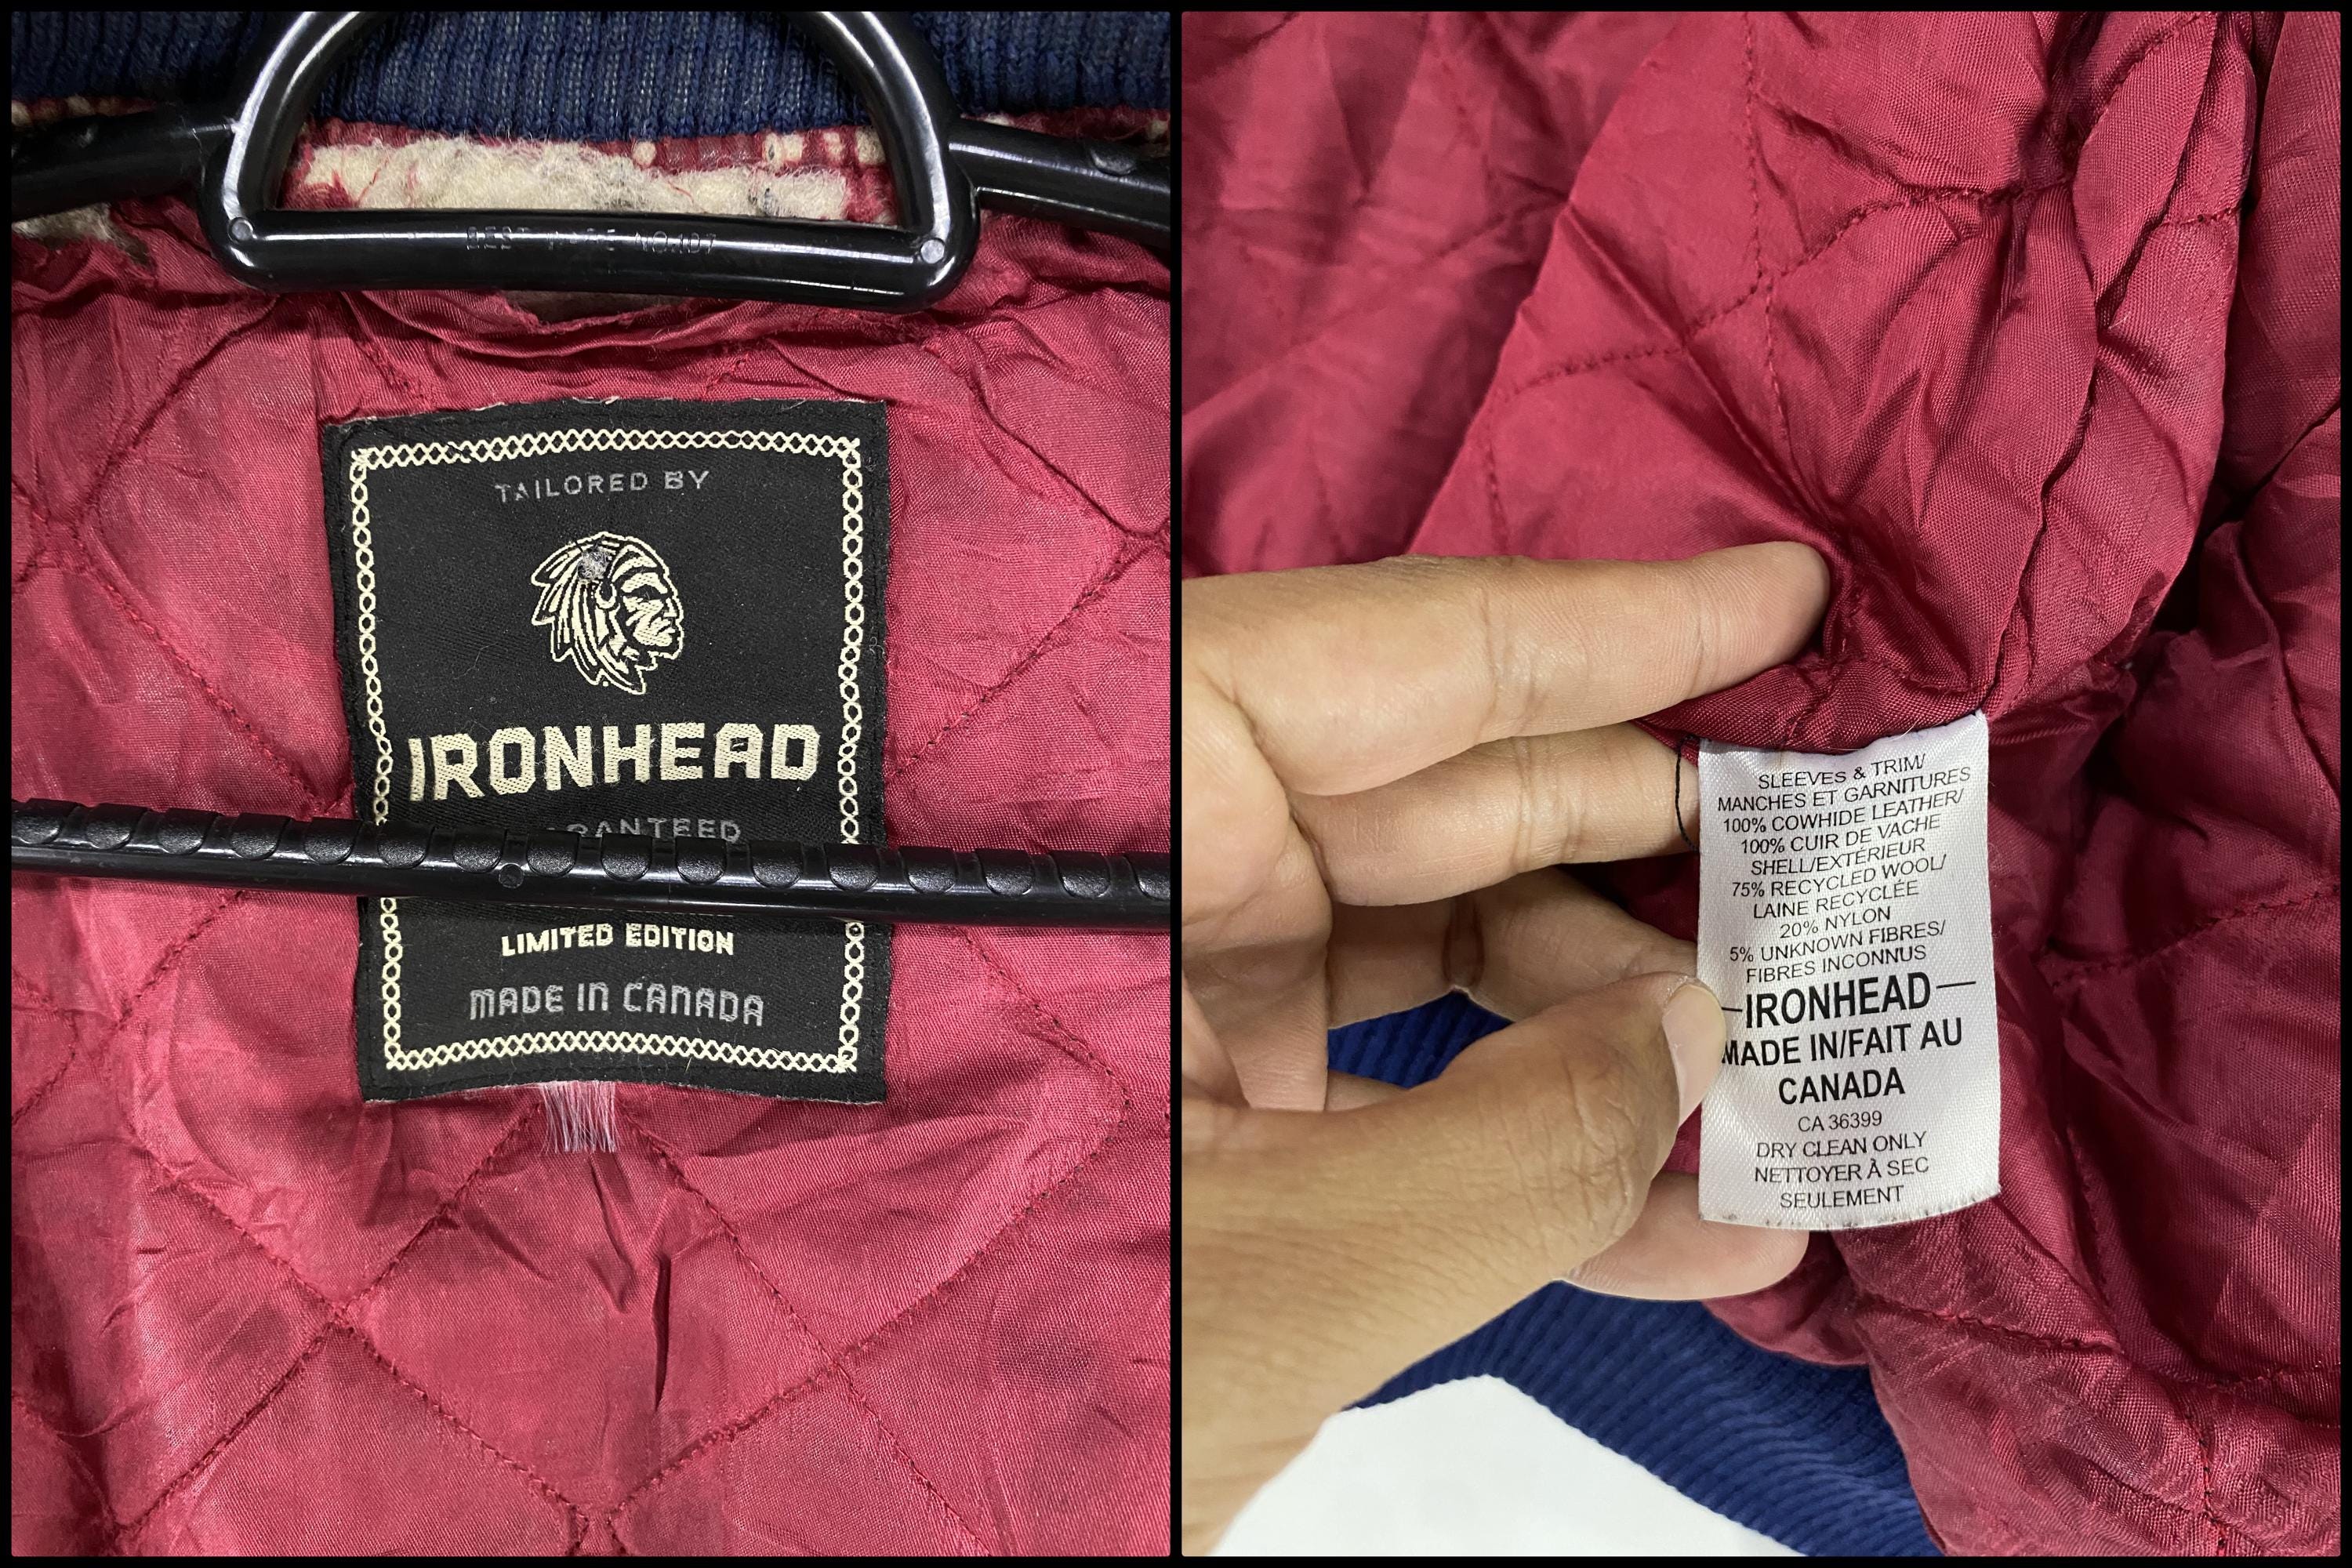 TAILORED BY
IRONHEAD
LIMITED EDITION
MADE IN CANADA
SLEEVES & TRIM/
MANCHES ET GARNITURES
100% COWHIDE LEATHER/
100% CUIR DE VACHE
SHELL/EXTÉRIEUR
75% RECYCLED WOOL/
LAINE RECYCLÉE
20% NYLON
5% UNKNOWN FIBRES/
FIBRES INCONNUS
IRONHEAD
MADE IN/FAIT AU
CANADA
CA 36399
DRY CLEAN ONLY
NETTOYER À SEC
SEULEMENT